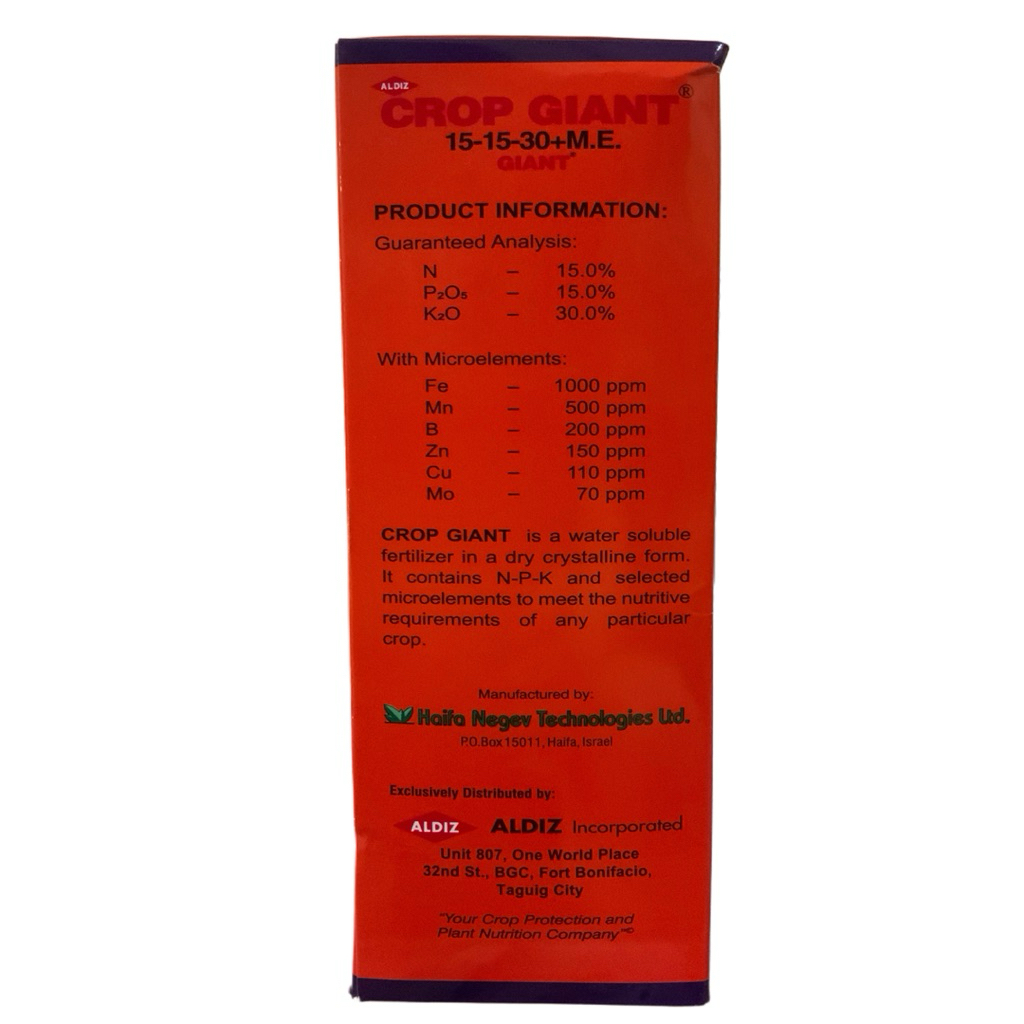 ALDIZ
CROP GIANT®
15-15-30+M.E.
GIANT®
PRODUCT INFORMATION:
Guaranteed Analysis:
N – 15.0%
P₂O₅ – 15.0%
K₂O – 30.0%
With Microelements:
Fe – 1000 ppm
Mn – 500 ppm
B – 200 ppm
Zn – 150 ppm
Cu – 110 ppm
Mo – 70 ppm
CROP GIANT is a water soluble
fertilizer in a dry crystalline form.
It contains N-P-K and selected
microelements to meet the nutritive
requirements of any particular
crop.
Manufactured by:
Haifa Negev Technologies Ltd.
P.O.Box 15011, Haifa, Israel
Exclusively Distributed by:
ALDIZ ALDIZ Incorporated
Unit 807, One World Place
32nd St., BGC, Fort Bonifacio,
Taguig City
"Your Crop Protection and
Plant Nutrition Company"©